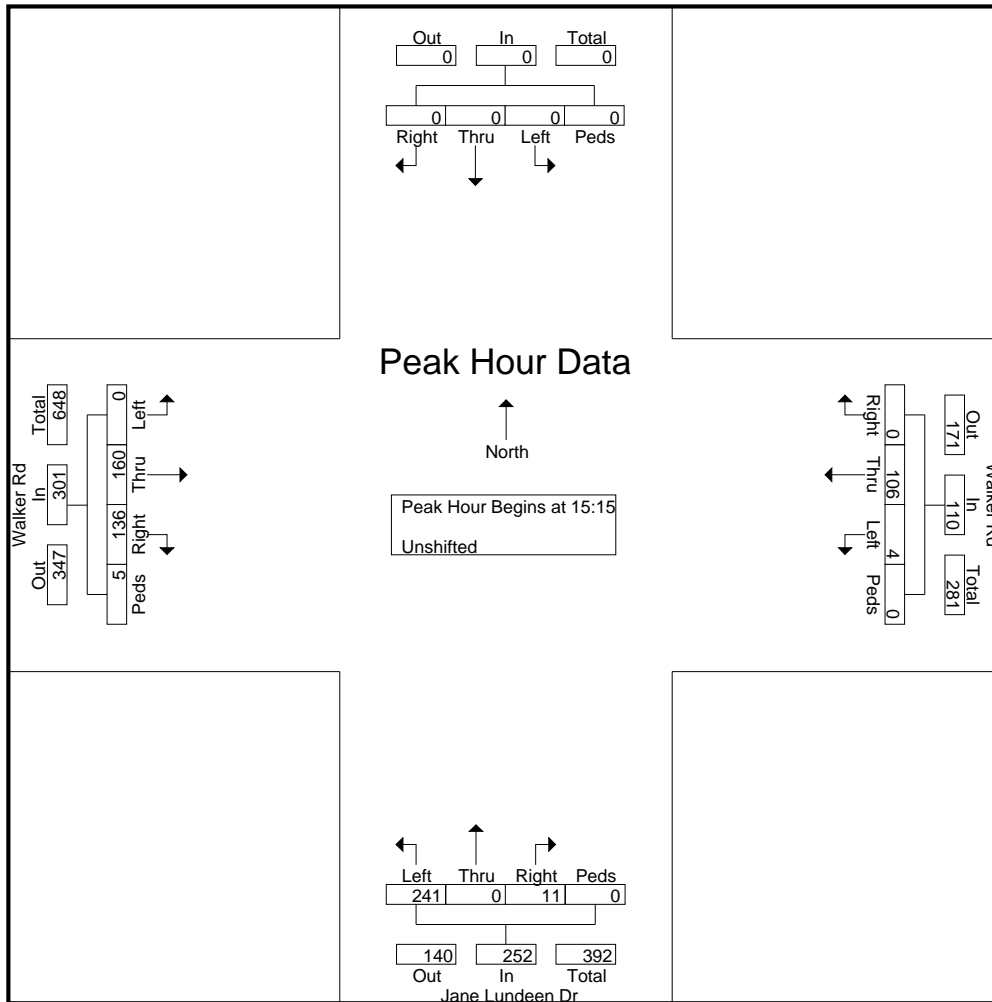 Out In Total
0 0 0
0 0 0 0
Right Thru Left Peds
Peak Hour Data
North
Peak Hour Begins at 15:15
Unshifted
Walker Rd
Total In Out
648 301 347
0 160 136 5
Left Thru Right Peds
Right Thru Left Peds
0 106 4 0
Out In Total
171 110 281
Walker Rd
Left Thru Right Peds
241 0 11 0
140 252 392
Out In Total
Jane Lundeen Dr